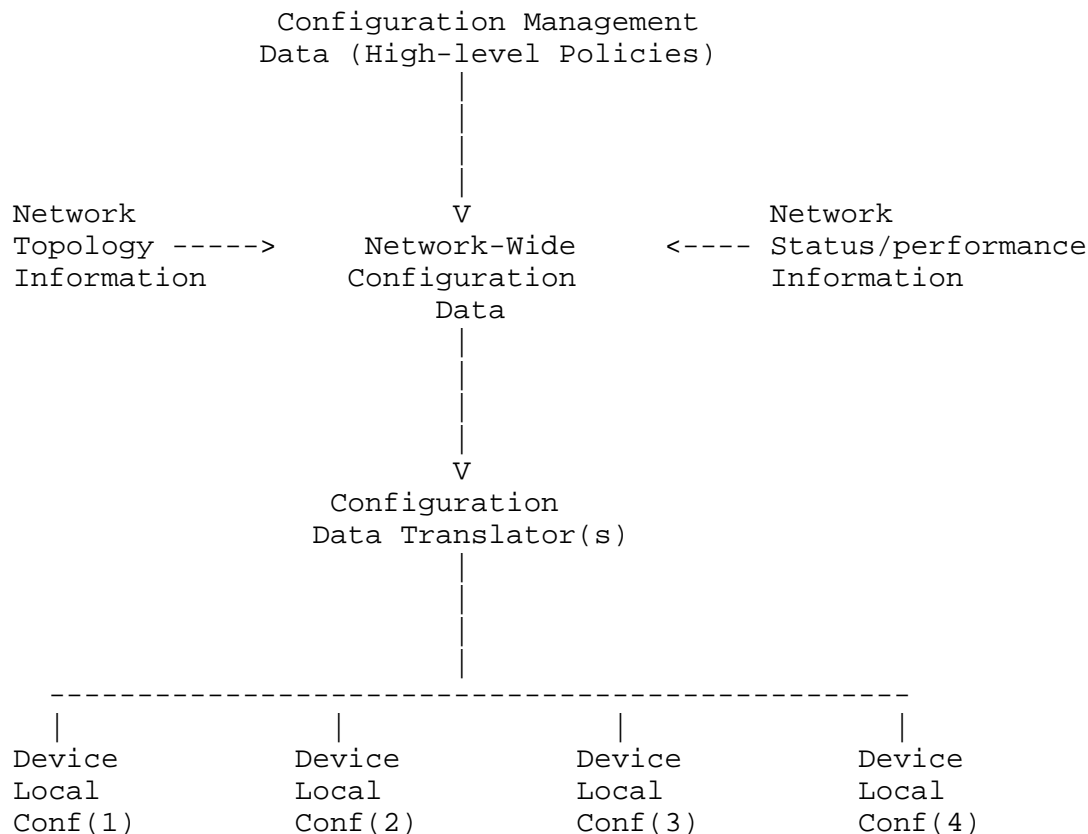 Configuration Management
Data (High-level Policies)
|
|
|
|
|
Network V Network
Topology -----> Network-Wide <---- Status/performance
Information Configuration Information
Data
|
|
|
|
V
Configuration
Data Translator(s)
|
|
|
|
-------------------------------------------------
| | | |
Device Device Device Device
Local Local Local Local
Conf(1) Conf(2) Conf(3) Conf(4)